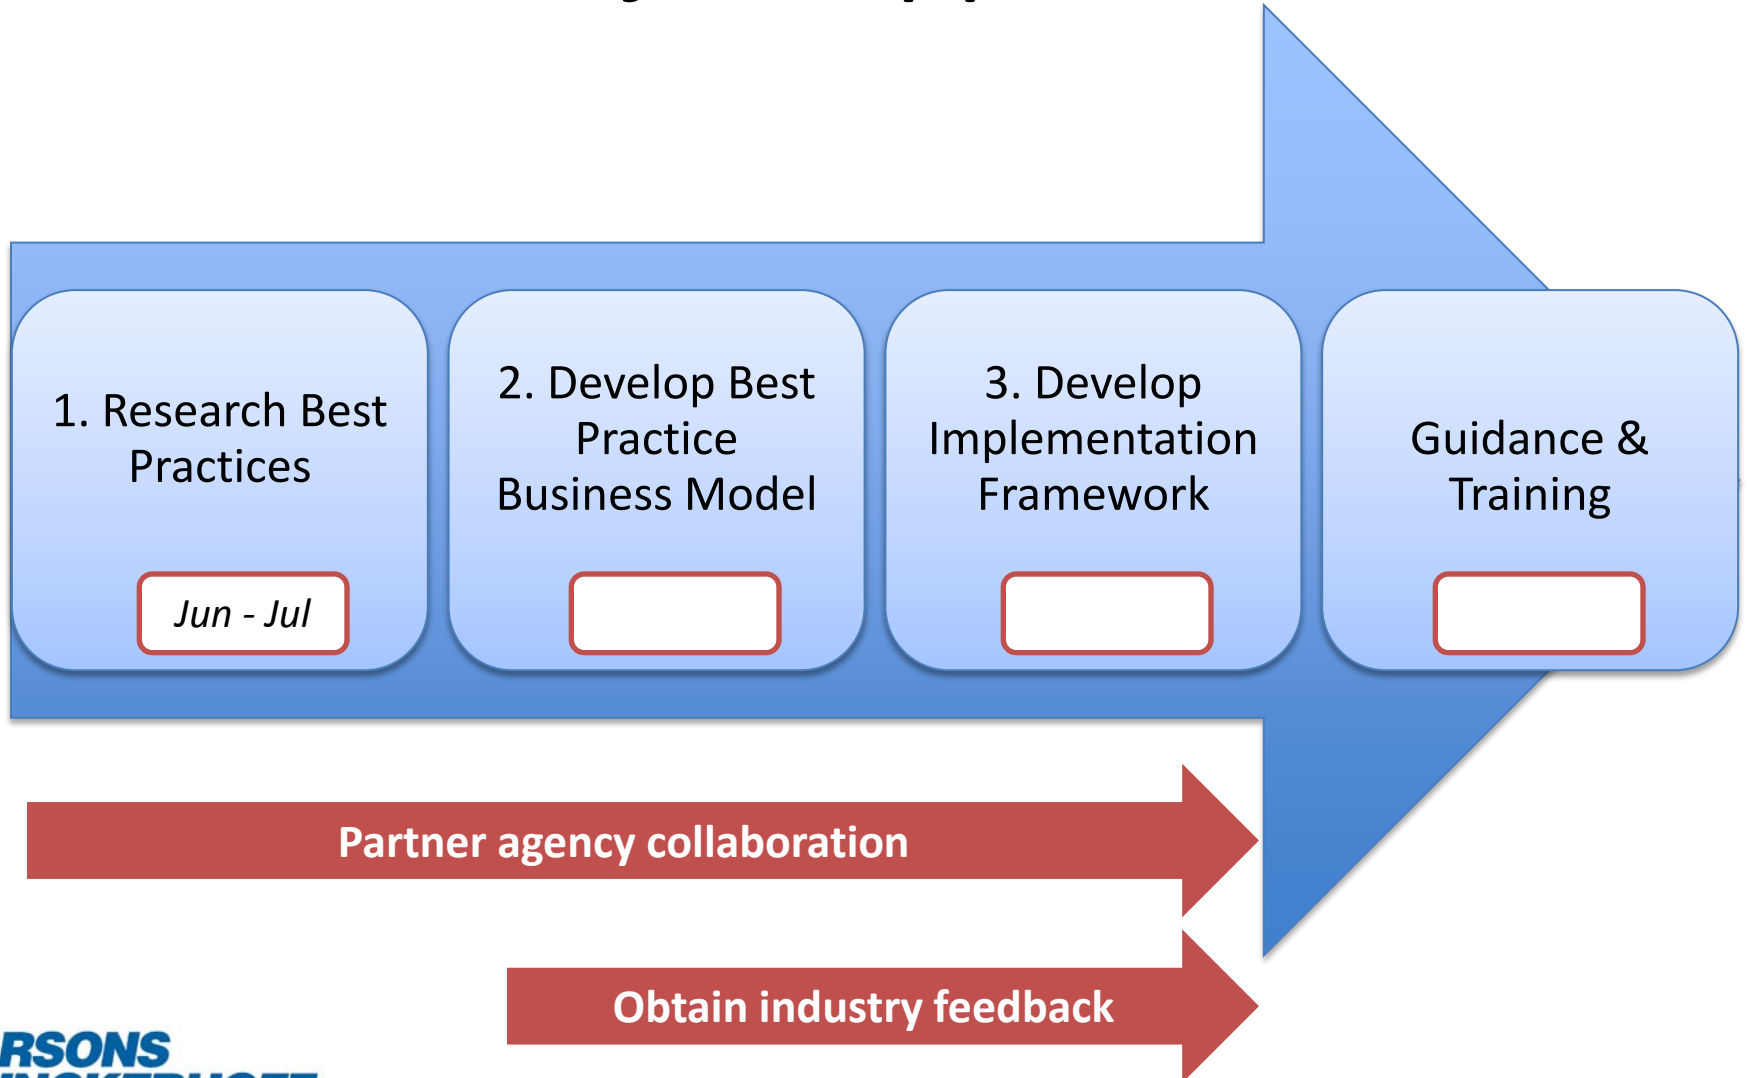 1. Research Best
Practices
2. Develop Best
Practice
Business Model
3. Develop
Implementation
Framework
Guidance &
Training
Jun - Jul
Partner agency collaboration
Obtain industry feedback
RSONS